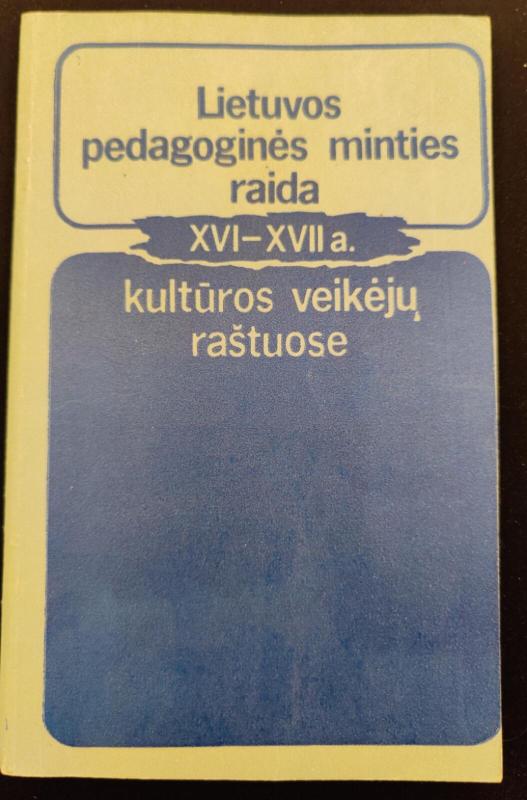 Lietuvos
pedagoginės minties
raida
XVI–XVII a.
kultūros veikėjų
raštuose